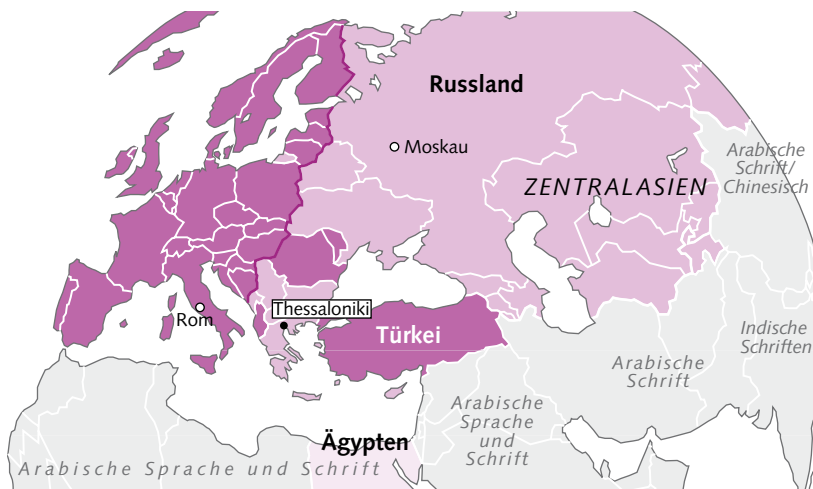 Russland
Moskau
Arabische
Schrift/
Chinesisch
ZENTRALASIEN
Thessaloniki
Rom
Türkei
Indische
Schriften
Arabische
Schrift
Arabische
Sprache
und
Schrift
Ägypten
Arabische Sprache und Schrift